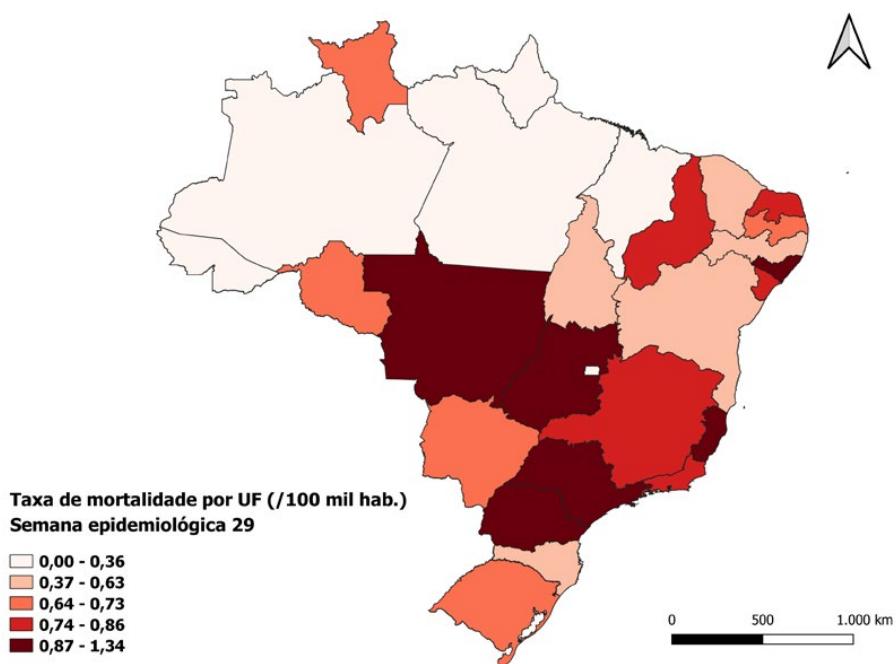 Taxa de mortalidade por UF (/100 mil hab.)
Semana epidemiológica 29
0,00 - 0,36
0,37 - 0,63
0,64 - 0,73
0,74 - 0,86
0,87 - 1,34
0 500 1.000 km